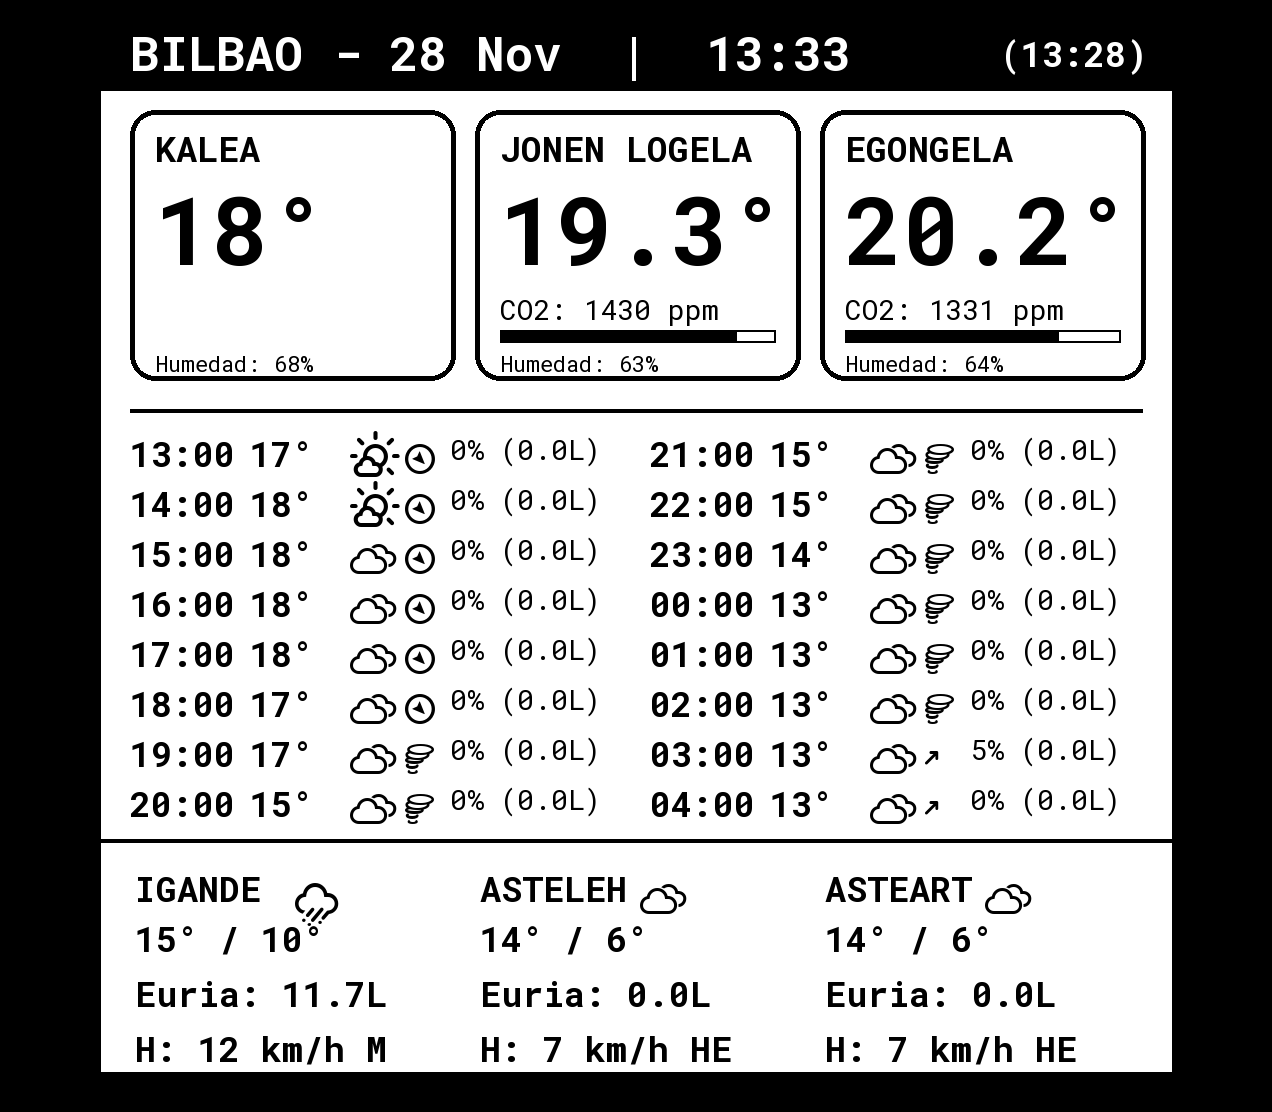 BILBAO - 28 Nov | 13:33 (13:28)
KALEA
18°
Humedad: 68%
JONEN LOGELA
19.3°
CO2: 1430 ppm
Humedad: 63%
EGONGELA
20.2°
CO2: 1331 ppm
Humedad: 64%
13:00 17° 0% (0.0L)
14:00 18° 0% (0.0L)
15:00 18° 0% (0.0L)
16:00 18° 0% (0.0L)
17:00 18° 0% (0.0L)
18:00 17° 0% (0.0L)
19:00 17° 0% (0.0L)
20:00 15° 0% (0.0L)
21:00 15° 0% (0.0L)
22:00 15° 0% (0.0L)
23:00 14° 0% (0.0L)
00:00 13° 0% (0.0L)
01:00 13° 0% (0.0L)
02:00 13° 0% (0.0L)
03:00 13° 5% (0.0L)
04:00 13° 0% (0.0L)
IGANDE
15° / 10°
Euria: 11.7L
H: 12 km/h M
ASTELEH
14° / 6°
Euria: 0.0L
H: 7 km/h HE
ASTEART
14° / 6°
Euria: 0.0L
H: 7 km/h HE